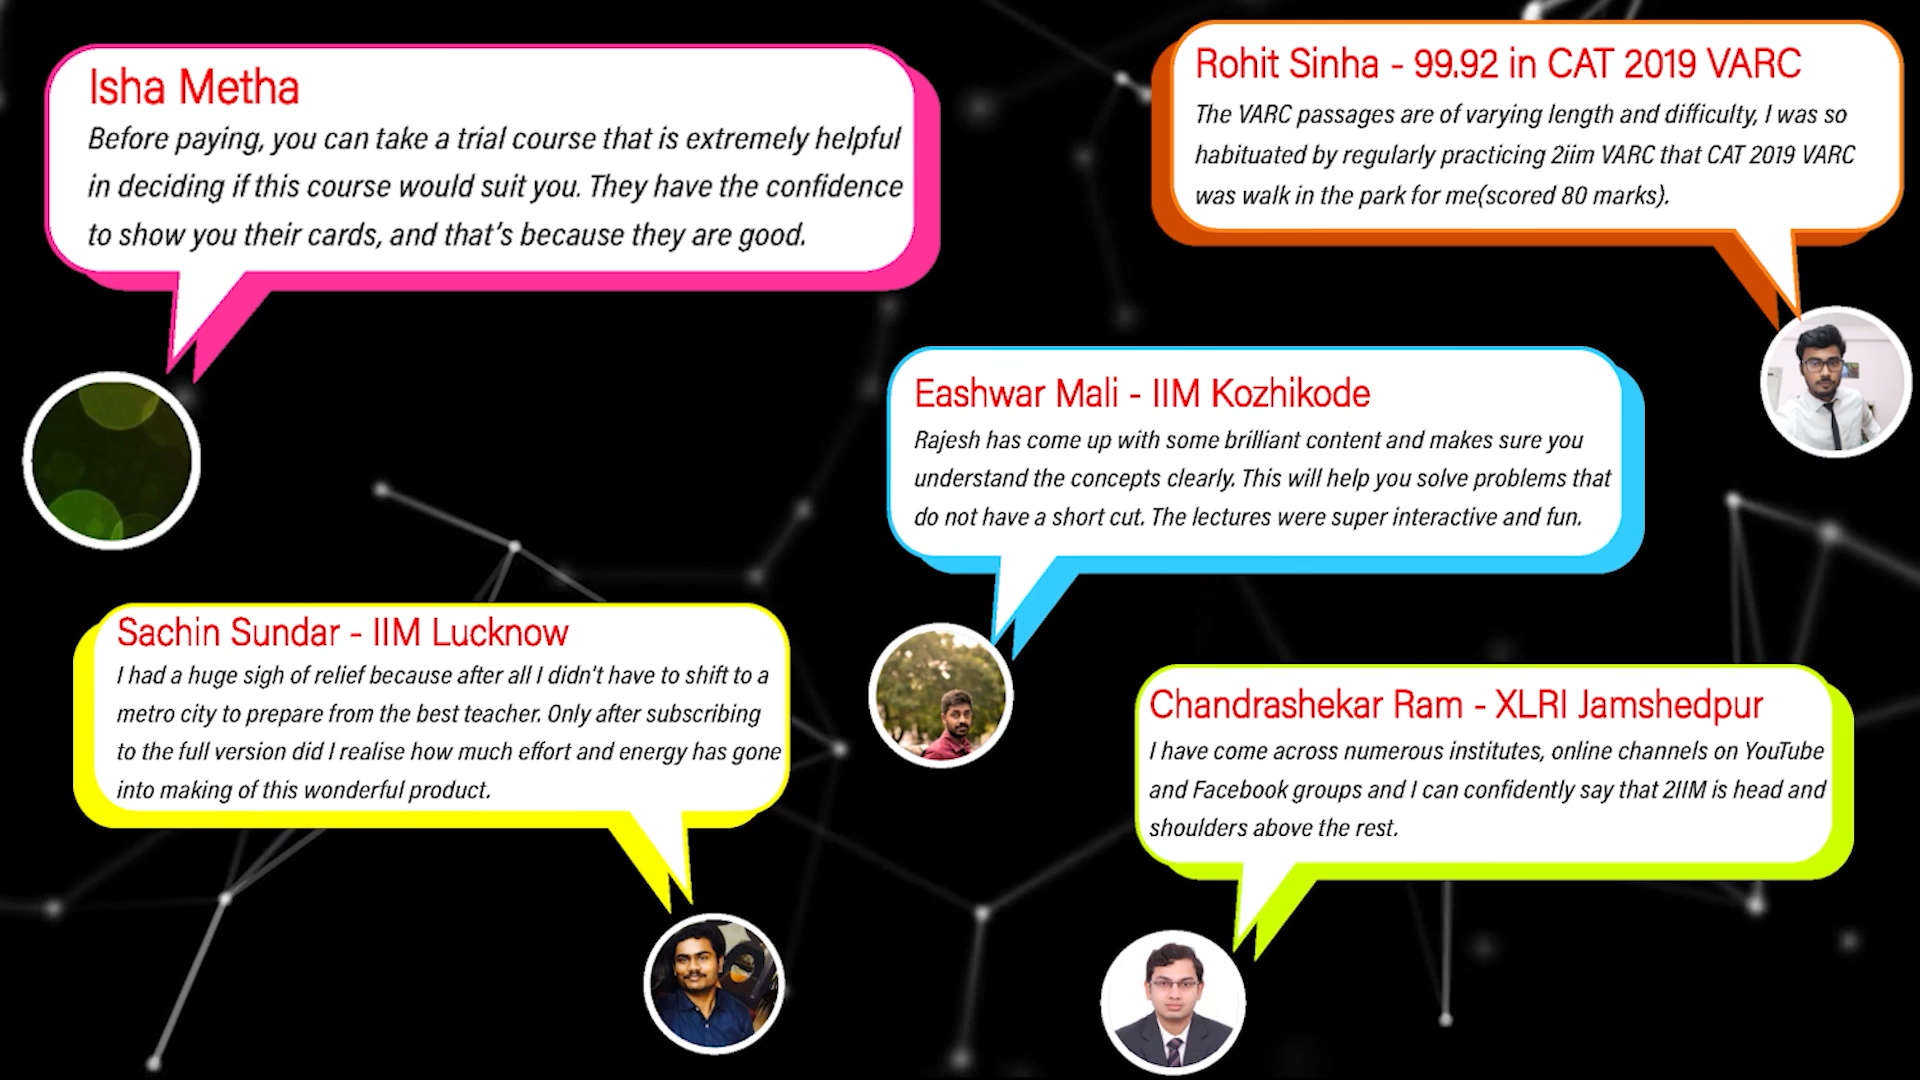 Isha Metha
Before paying, you can take a trial course that is extremely helpful
in deciding if this course would suit you. They have the confidence
to show you their cards, and that's because they are good.
Rohit Sinha - 99.92 in CAT 2019 VARC
The VARC passages are of varying length and difficulty, I was so
habituated by regularly practicing 2iim VARC that CAT 2019 VARC
was walk in the park for me(scored 80 marks).
Eashwar Mali - IIM Kozhikode
Rajesh has come up with some brilliant content and makes sure you
understand the concepts clearly. This will help you solve problems that
do not have a short cut. The lectures were super interactive and fun.
Sachin Sundar - IIM Lucknow
I had a huge sigh of relief because after all I didn't have to shift to a
metro city to prepare from the best teacher. Only after subscribing
to the full version did I realise how much effort and energy has gone
into making of this wonderful product.
Chandrashekar Ram - XLRI Jamshedpur
I have come across numerous institutes, online channels on YouTube
and Facebook groups and I can confidently say that 2IIM is head and
shoulders above the rest.